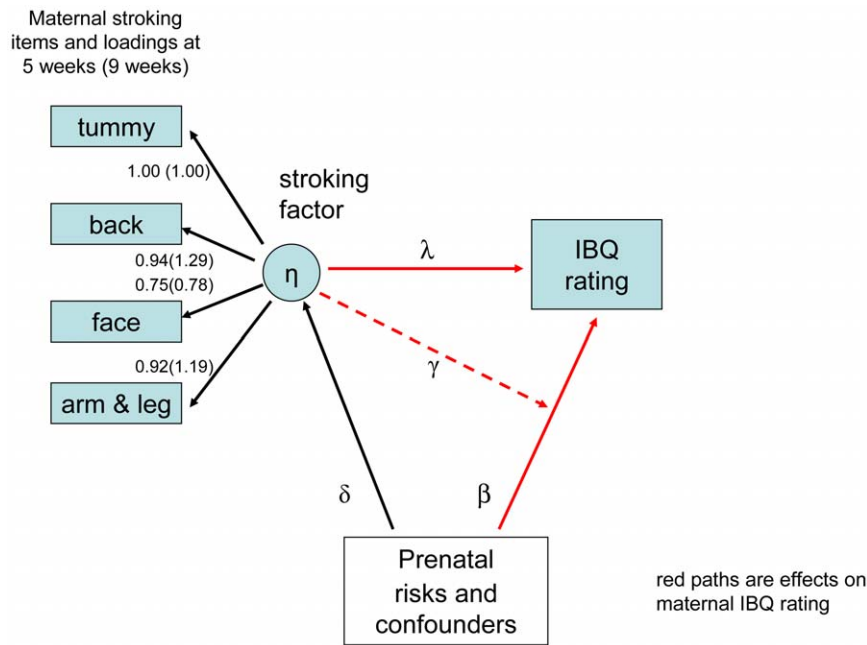 Maternal stroking
items and loadings at
5 weeks (9 weeks)
tummy
1.00 (1.00)
stroking
factor
back
0.94(1.29)
0.75(0.78)
η
λ
IBQ
rating
face
γ
0.92(1.19)
arm & leg
δ
β
Prenatal
risks and
confounders
red paths are effects on
maternal IBQ rating